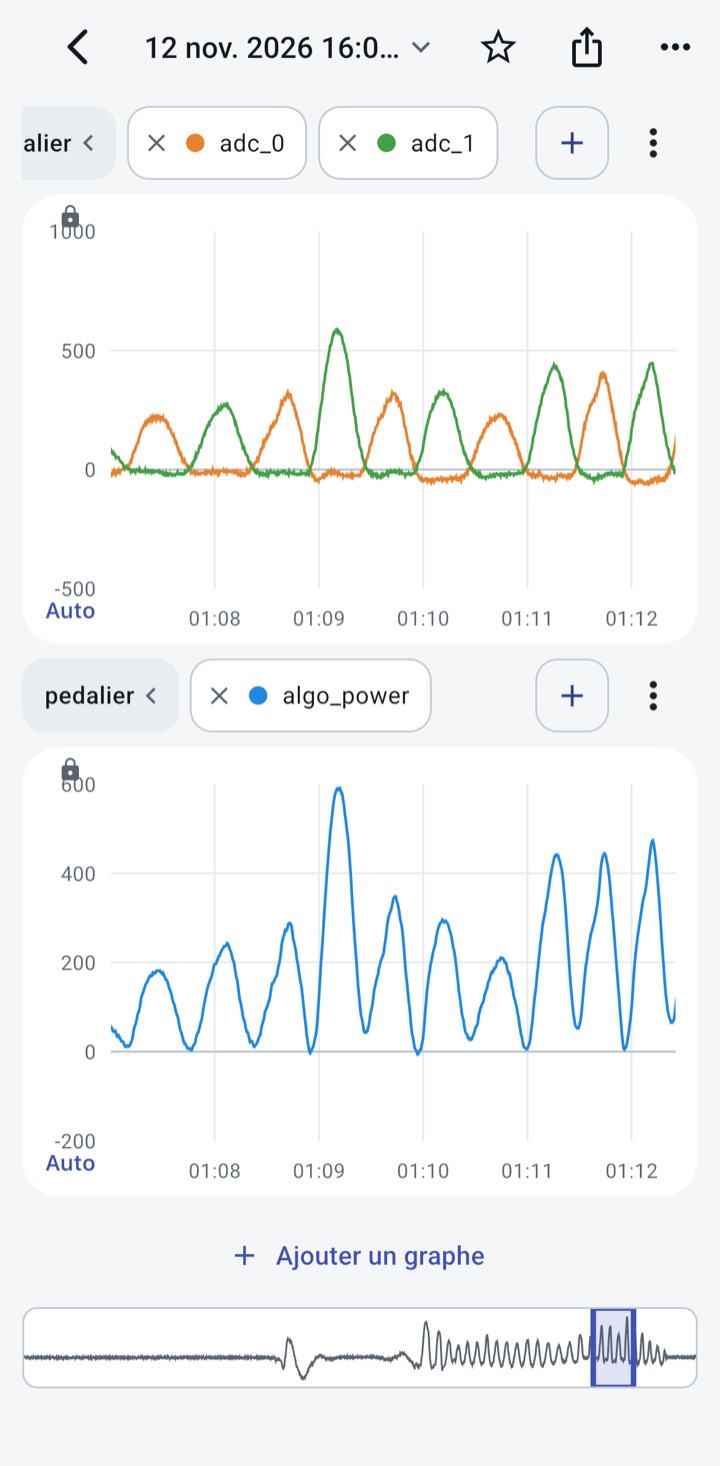 12 nov. 2026 16:0...
alier < adc_0 adc_1
1000
500
0
-500
Auto
01:08 01:09 01:10 01:11 01:12
pedalier < algo_power
600
400
200
0
-200
Auto
01:08 01:09 01:10 01:11 01:12
+ Ajouter un graphe